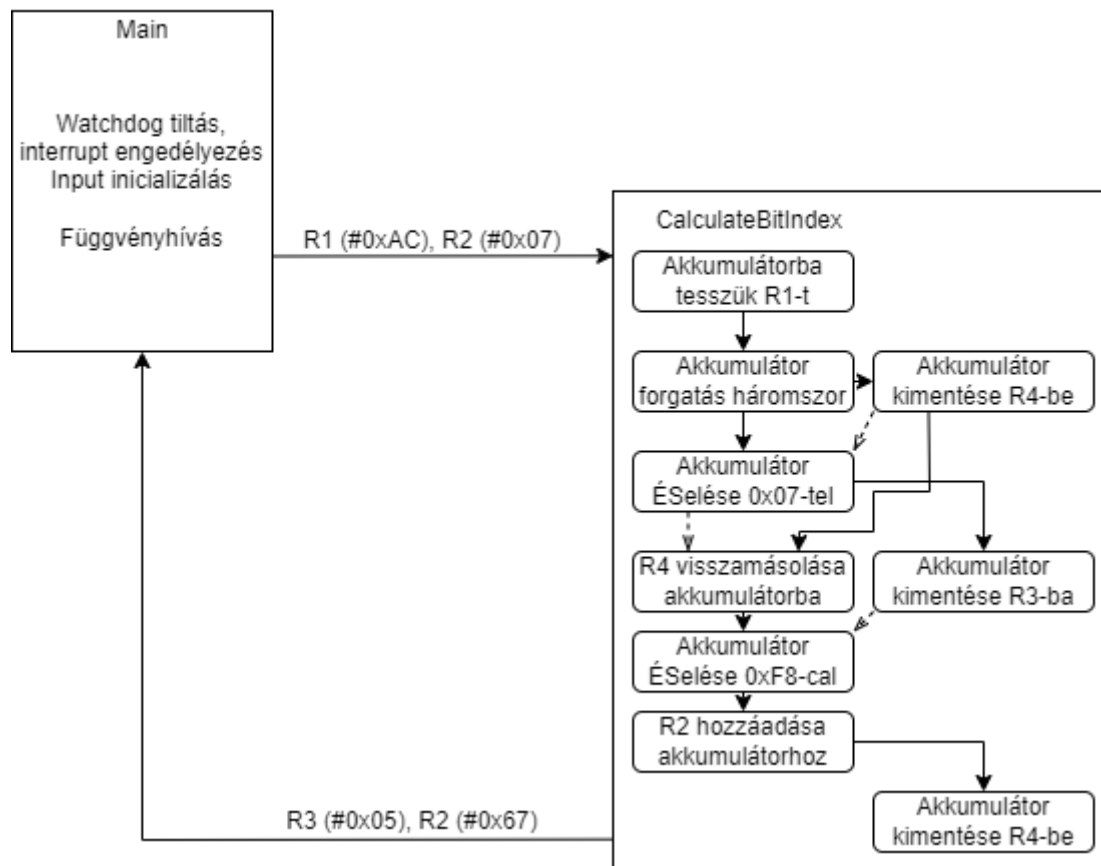 Main
Watchdog tiltás,
interrupt engedélyezés
Input inicializálás
Függvényhívás
R1 (#0xAC), R2 (#0x07)
CalculateBitIndex
Akkumulátorba
tesszük R1-t
Akkumulátor
forgatás háromszor
Akkumulátor
kimentése R4-be
Akkumulátor
ÉSelése 0x07-tel
R4 visszamásolása
akkumulátorba
Akkumulátor
kimentése R3-ba
Akkumulátor
ÉSelése 0xF8-cal
R2 hozzáadása
akkumulátorhoz
Akkumulátor
kimentése R4-be
R3 (#0x05), R2 (#0x67)